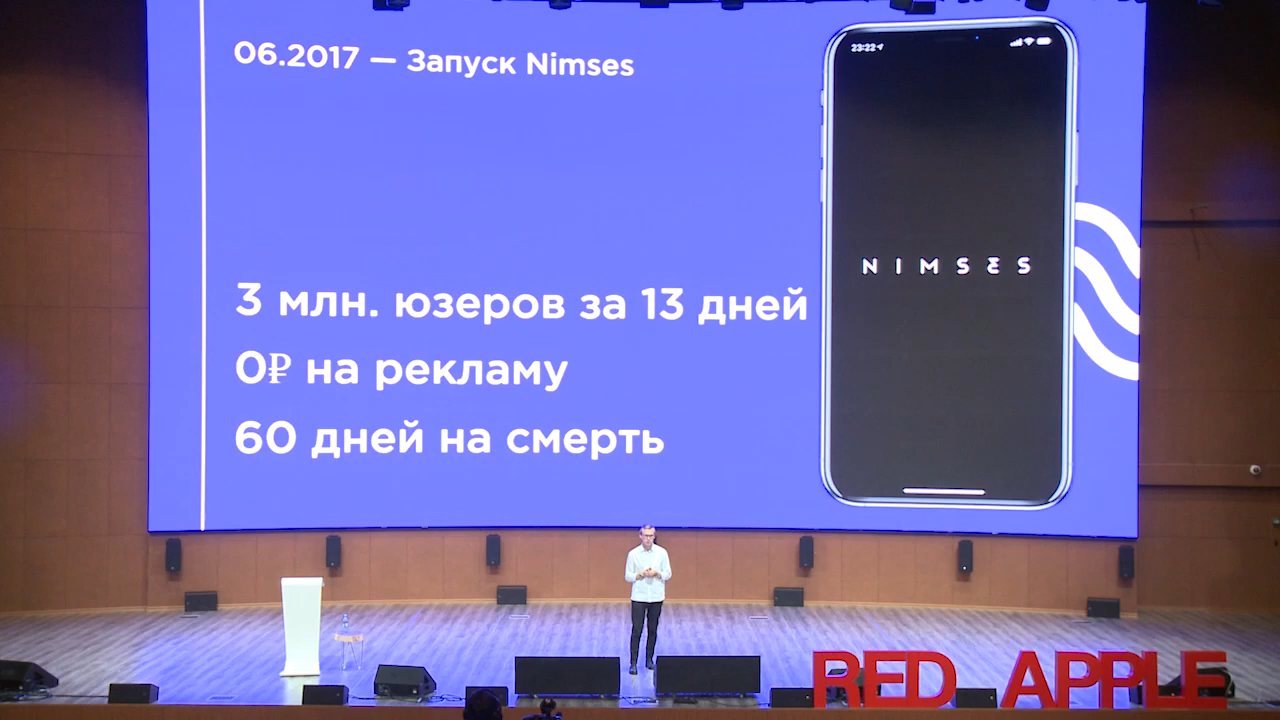 06.2017 — Запуск Nimses
23:22
NIMSES
3 млн. юзеров за 13 дней
0₽ на рекламу
60 дней на смерть
RED APPLE